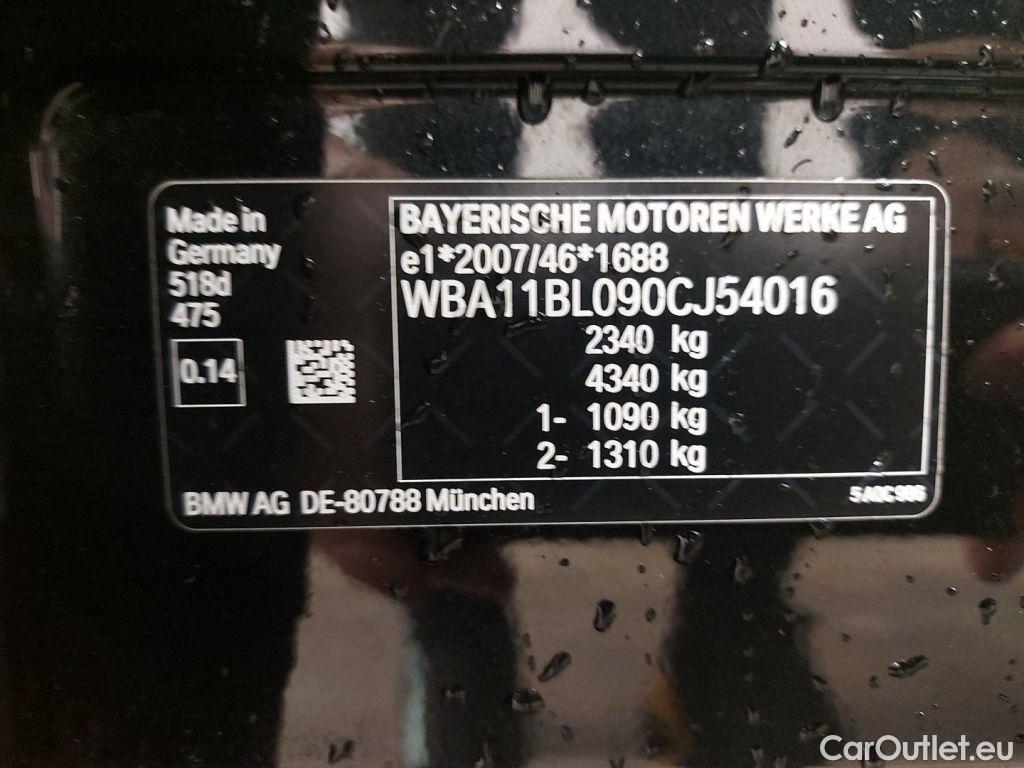 Made in
Germany
518d
475
0.14
BAYERISCHE MOTOREN WERKE AG
e1*2007/46*1688
WBA11BL090CJ54016
2340 kg
4340 kg
1- 1090 kg
2- 1310 kg
BMW AG DE-80788 München
5A0C986
CarOutlet.eu